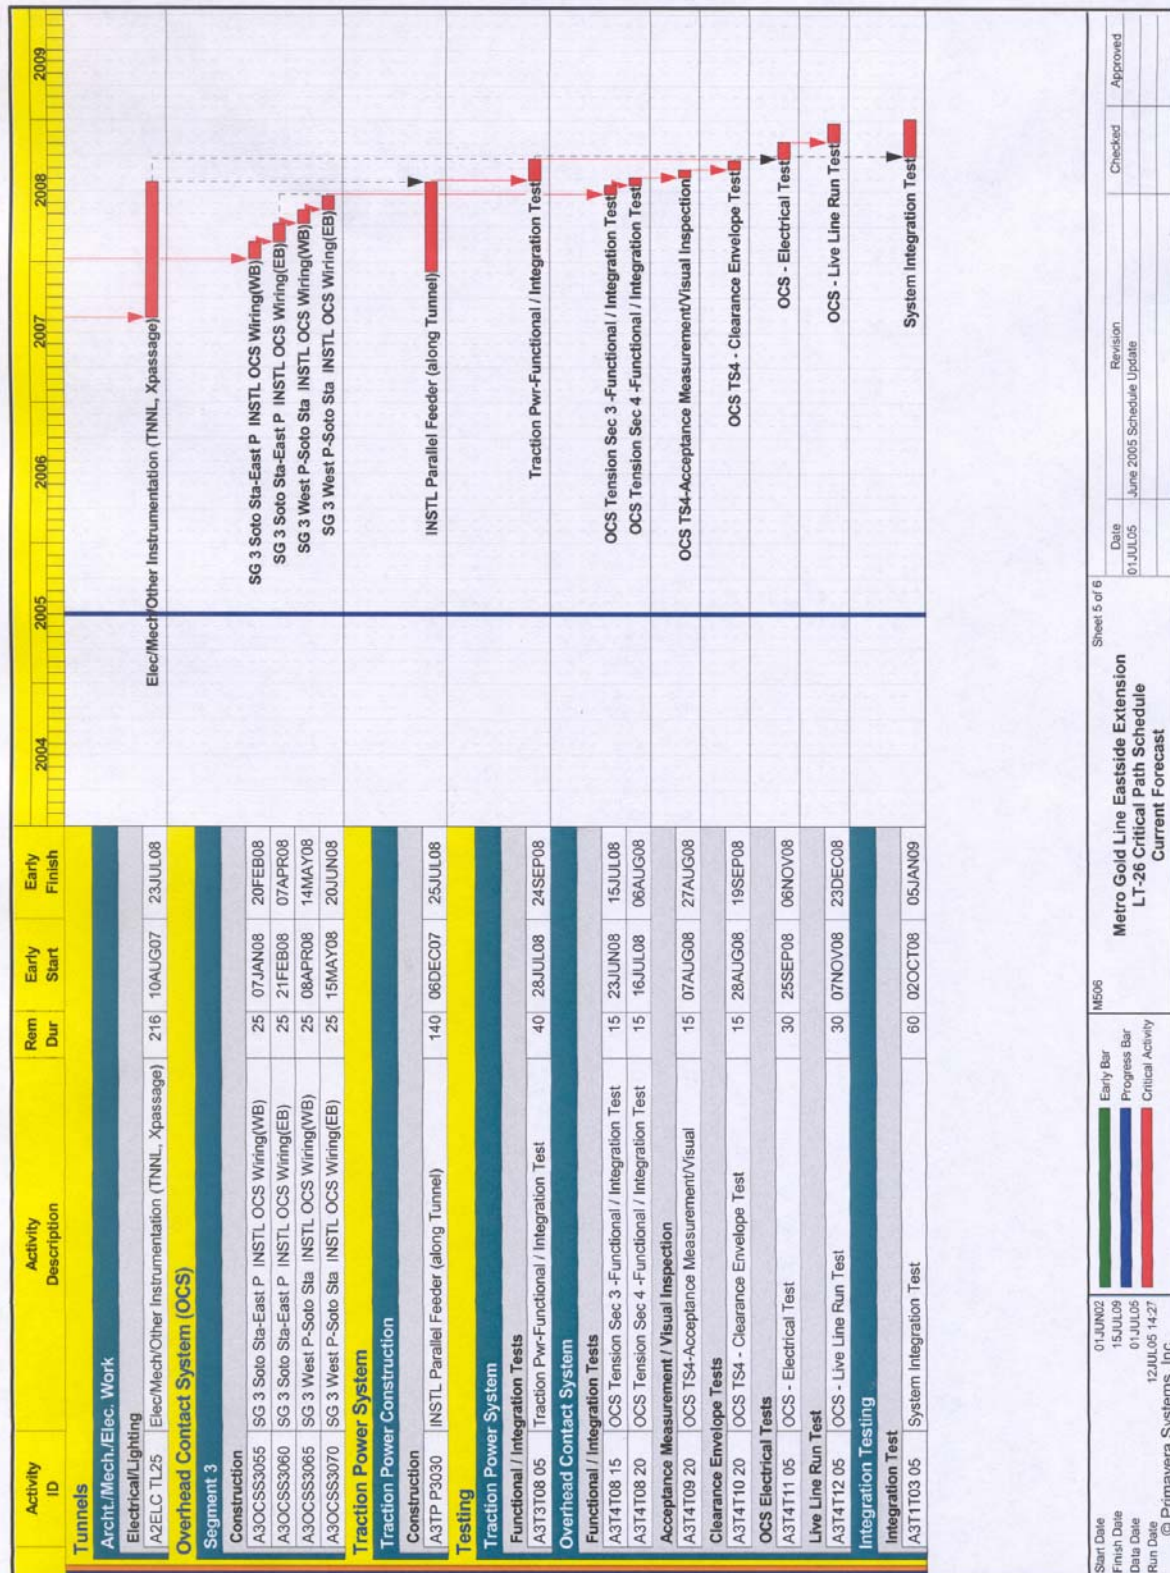 Activity ID Activity Description Rem Dur Early Start Early Finish 2004 2005 2006 2007 2008 2009
Tunnels
Archt./Mech./Elec. Work
Electrical/Lighting
A2ELC TL25 Elec/Mech/Other Instrumentation (TNNL, Xpassage) 216 10AUG07 23JUL08 Elec/Mech/Other Instrumentation (TNNL, Xpassage)
Overhead Contact System (OCS)
Segment 3
Construction
A3OCSS3055 SG 3 Soto Sta-East P INSTL OCS Wiring(WB) 25 07JAN08 20FEB08 SG 3 Soto Sta-East P INSTL OCS Wiring(WB)
A3OCSS3060 SG 3 Soto Sta-East P INSTL OCS Wiring(EB) 25 21FEB08 07APR08 SG 3 Soto Sta-East P INSTL OCS Wiring(EB)
A3OCSS3065 SG 3 West P-Soto Sta INSTL OCS Wiring(WB) 25 08APR08 14MAY08 SG 3 West P-Soto Sta INSTL OCS Wiring(WB)
A3OCSS3070 SG 3 West P-Soto Sta INSTL OCS Wiring(EB) 25 15MAY08 20JUN08 SG 3 West P-Soto Sta INSTL OCS Wiring(EB)
Traction Power System
Traction Power Construction
Construction
A3TP P3030 INSTL Parallel Feeder (along Tunnel) 140 06DEC07 25JUL08 INSTL Parallel Feeder (along Tunnel)
Testing
Traction Power System
Functional / Integration Tests
A3T3T08 05 Traction Pwr-Functional / Integration Test 40 28JUL08 24SEP08 Traction Pwr-Functional / Integration Test
Overhead Contact System
Functional / Integration Tests
A3T4T08 15 OCS Tension Sec 3 -Functional / Integration Test 15 23JUN08 15JUL08 OCS Tension Sec 3 -Functional / Integration Test
A3T4T08 20 OCS Tension Sec 4 -Functional / Integration Test 15 16JUL08 06AUG08 OCS Tension Sec 4 -Functional / Integration Test
Acceptance Measurement / Visual Inspection
A3T4T09 20 OCS TS4-Acceptance Measurement/Visual 15 07AUG08 27AUG08 OCS TS4-Acceptance Measurement/Visual Inspection
Clearance Envelope Tests
A3T4T10 20 OCS TS4 - Clearance Envelope Test 15 28AUG08 19SEP08 OCS TS4 - Clearance Envelope Test
OCS Electrical Tests
A3T4T11 05 OCS - Electrical Test 30 25SEP08 06NOV08 OCS - Electrical Test
Live Line Run Test
A3T4T12 05 OCS - Live Line Run Test 30 07NOV08 23DEC08 OCS - Live Line Run Test
Integration Testing
Integration Test
A3T1T03 05 System Integration Test 60 02OCT08 05JAN09 System Integration Test
Start Date 01JUN02
Finish Date 15JUL09
Data Date 01JUL05
Run Date 12JUL05 14:27
© Primavera Systems, Inc.
Early Bar
Progress Bar
Critical Activity
M506
Sheet 5 of 6
Metro Gold Line Eastside Extension
LT-26 Critical Path Schedule
Current Forecast
Date Revision Checked Approved
01JUL05 June 2005 Schedule Update